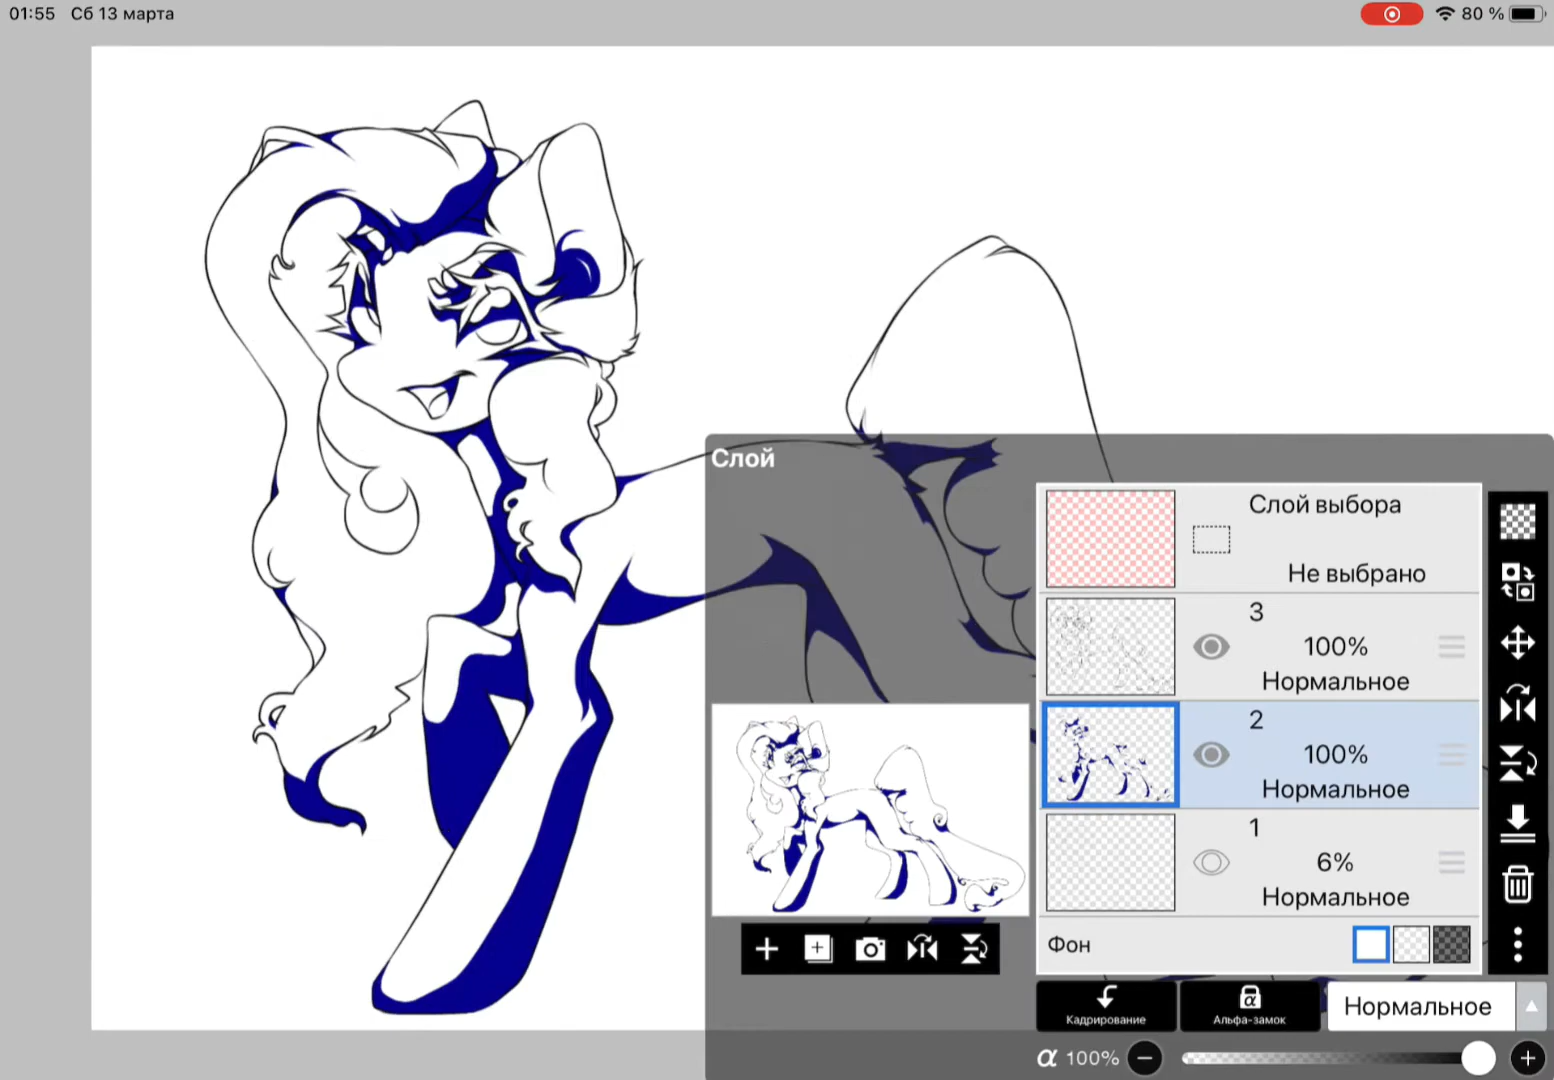 01:55 Сб 13 марта
80 %
Слой
Слой выбора
Не выбрано
3
100%
Нормальное
2
100%
Нормальное
1
6%
Нормальное
Фон
Кадрирование
Альфа-замок
Нормальное
α 100%